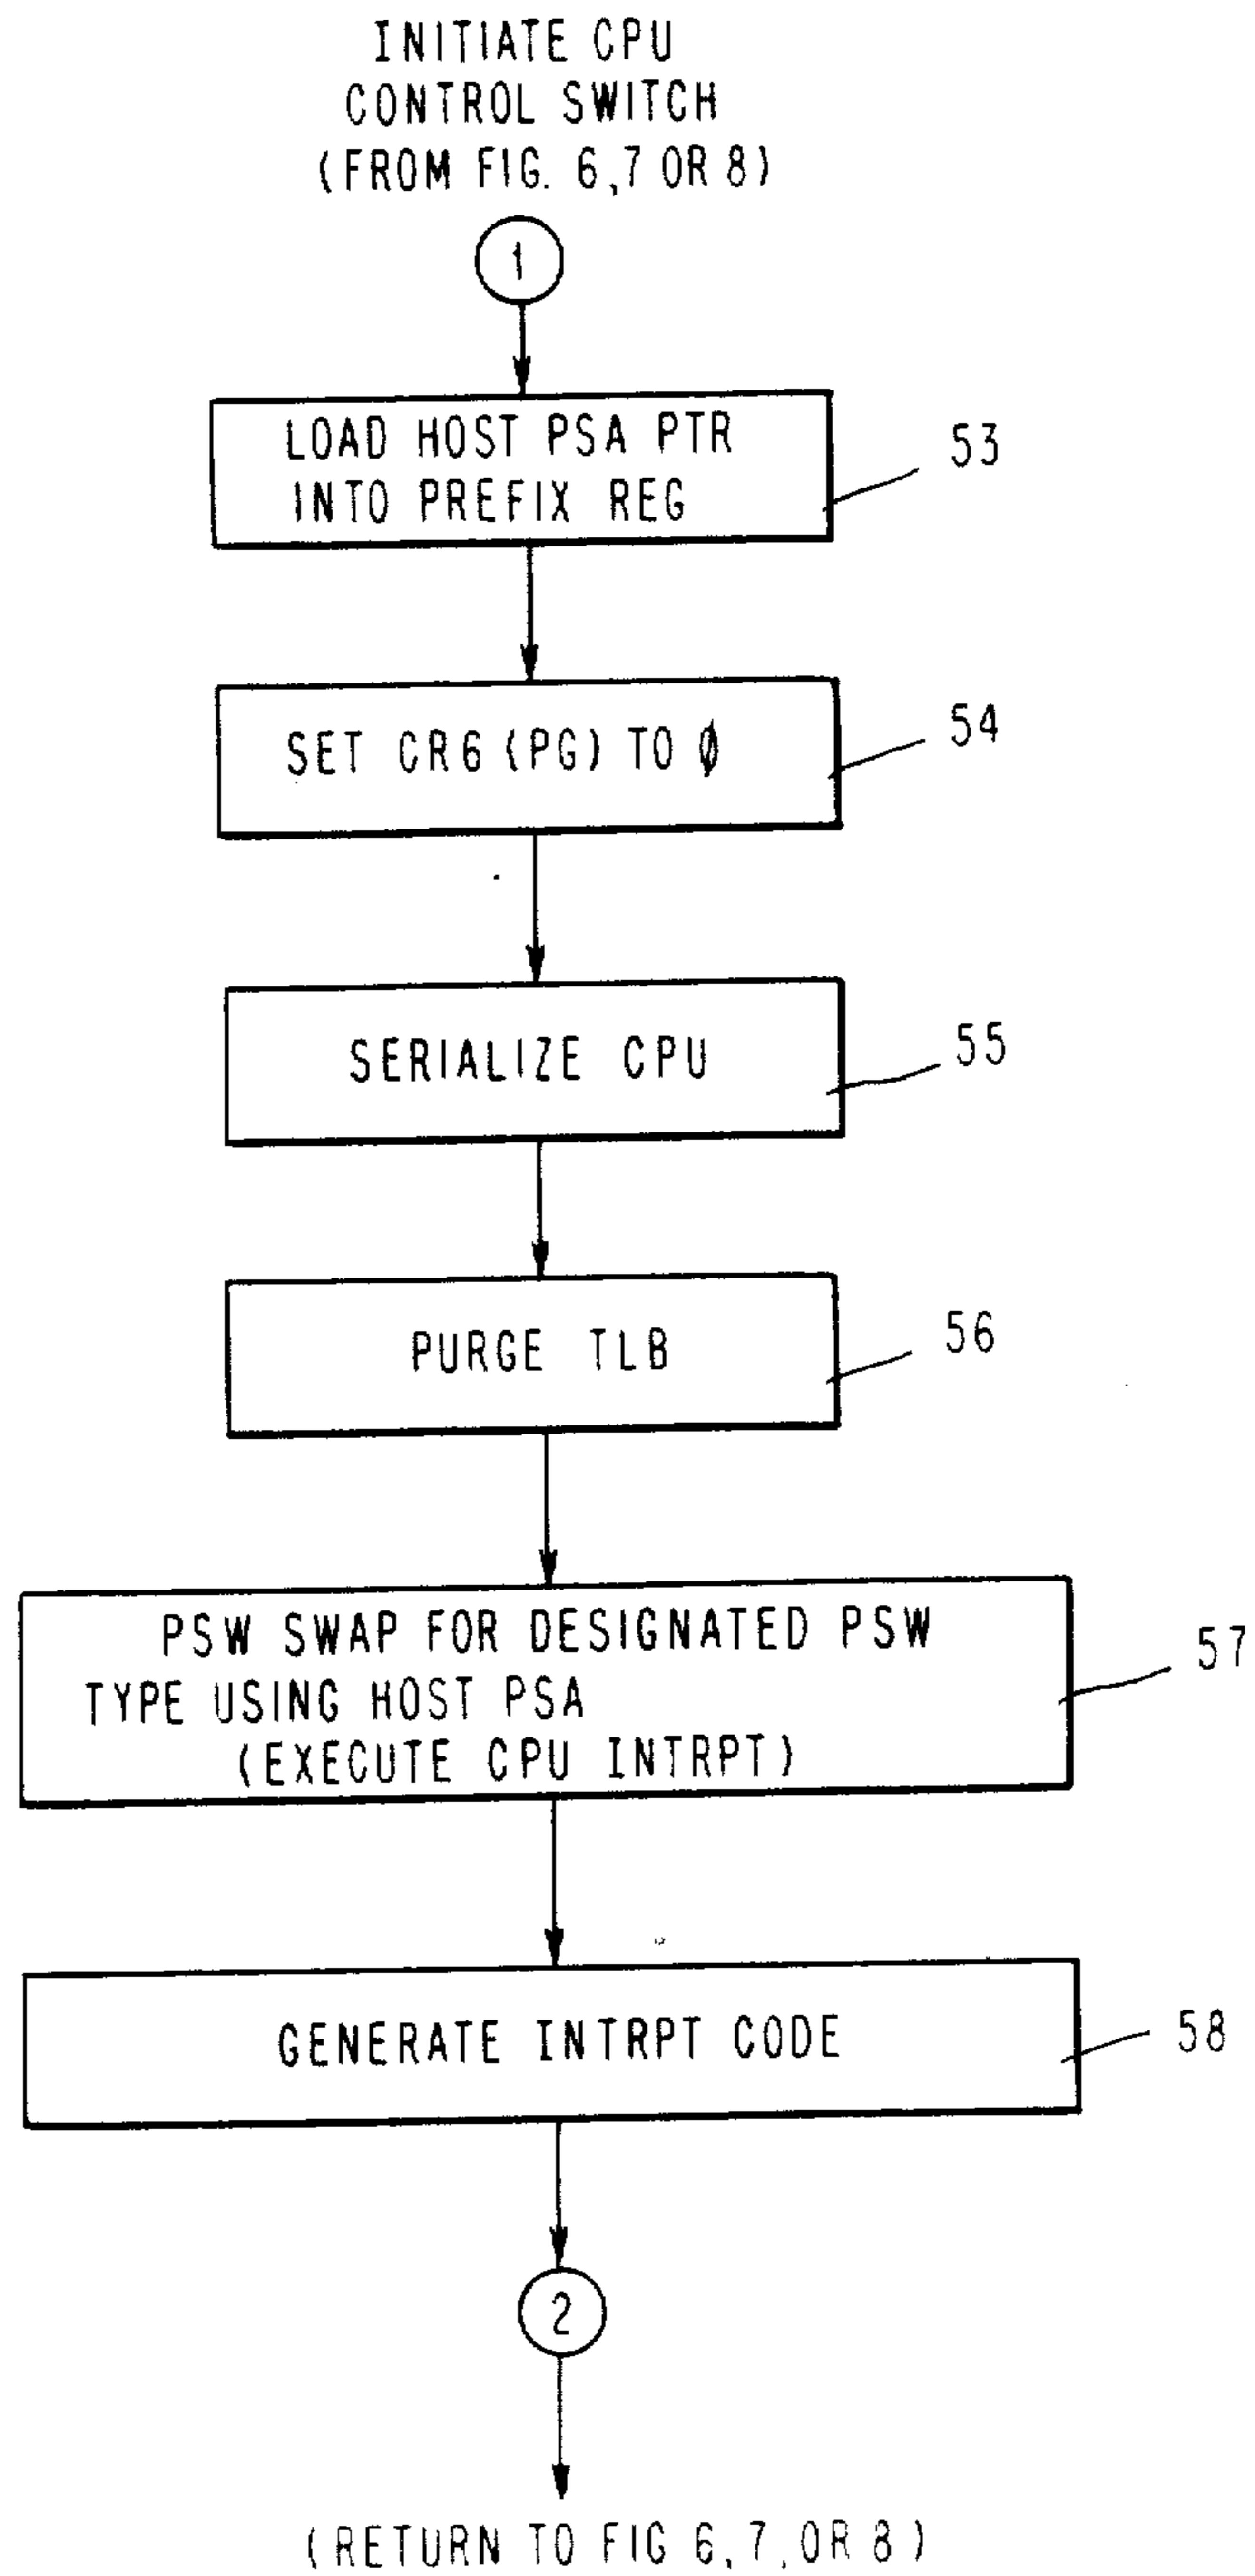 INITIATE CPU
CONTROL SWITCH
(FROM FIG. 6,7 OR 8)
1
LOAD HOST PSA PTR
INTO PREFIX REG
53
SET CR6 (PG) TO ∅
54
SERIALIZE CPU
55
PURGE TLB
56
PSW SWAP FOR DESIGNATED PSW
TYPE USING HOST PSA
(EXECUTE CPU INTRPT)
57
GENERATE INTRPT CODE
58
2
(RETURN TO FIG 6,7,OR 8)